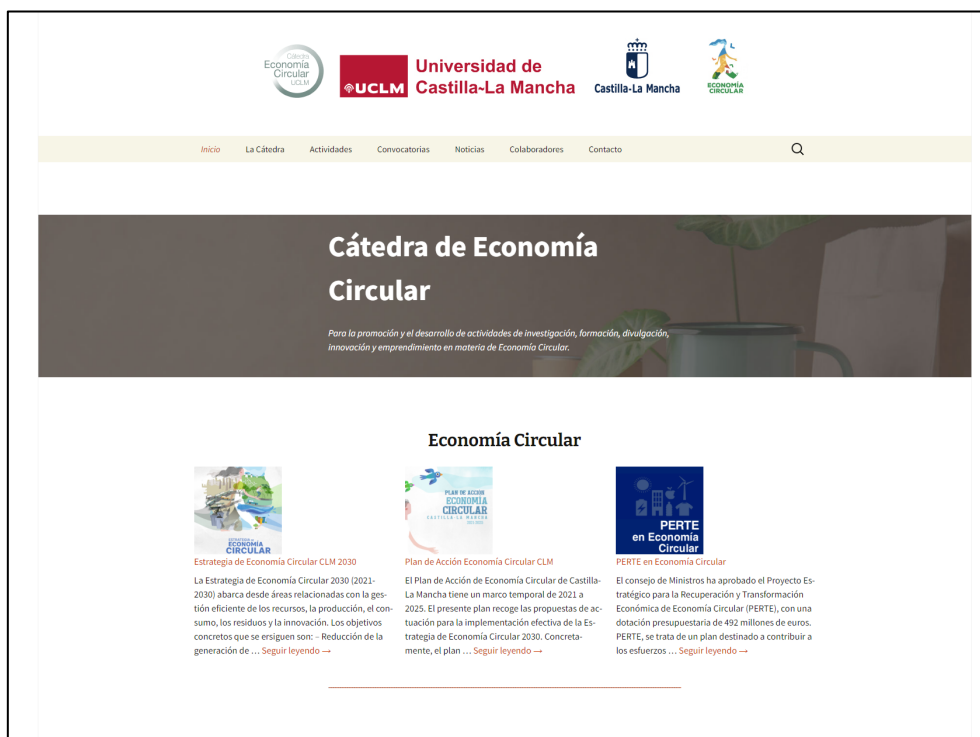 Cátedra
Economía
Circular
UCLM
UCLM
Universidad de
Castilla~La Mancha
Castilla-La Mancha
ECONOMÍA
CIRCULAR
Inicio La Cátedra Actividades Convocatorias Noticias Colaboradores Contacto
Cátedra de Economía
Circular
Para la promoción y el desarrollo de actividades de investigación, formación, divulgación,
innovación y emprendimiento en materia de Economía Circular.
Economía Circular
ESTRATEGIA DE
ECONOMÍA
CIRCULAR
Estrategia de Economía Circular CLM 2030
La Estrategia de Economía Circular 2030 (2021-
2030) abarca desde áreas relacionadas con la ges-
tión eficiente de los recursos, la producción, el con-
sumo, los residuos y la innovación. Los objetivos
concretos que se ersiguen son: – Reducción de la
generación de … Seguir leyendo →
PLAN DE ACCIÓN
ECONOMÍA
CIRCULAR
CASTILLA-LA MANCHA
Plan de Acción Economía Circular CLM
El Plan de Acción de Economía Circular de Castilla-
La Mancha tiene un marco temporal de 2021 a
2025. El presente plan recoge las propuestas de ac-
tuación para la implementación efectiva de la Es-
trategia de Economía Circular 2030. Concreta-
mente, el plan … Seguir leyendo →
PERTE
en Economía
Circular
PERTE en Economía Circular
El consejo de Ministros ha aprobado el Proyecto Es-
tratégico para la Recuperación y Transformación
Económica de Economía Circular (PERTE), con una
dotación presupuestaria de 492 millones de euros.
PERTE, se trata de un plan destinado a contribuir a
los esfuerzos … Seguir leyendo →